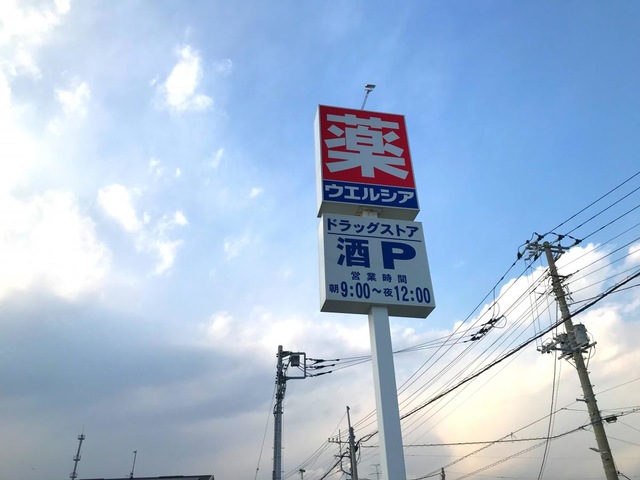 薬
ウエルシア
ドラッグストア
酒 P
営業時間
朝9:00〜夜12:00